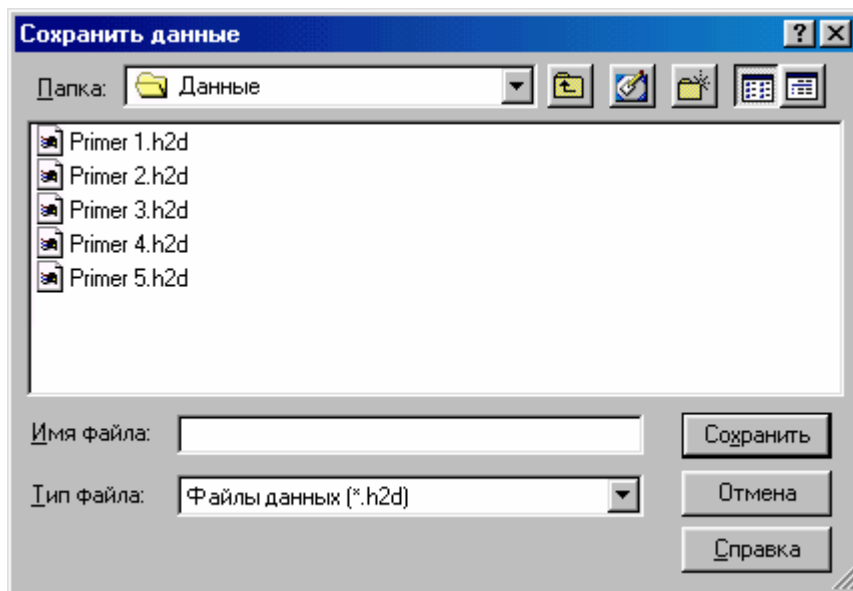 Сохранить данные
Папка: Данные
Primer 1.h2d
Primer 2.h2d
Primer 3.h2d
Primer 4.h2d
Primer 5.h2d
Имя файла: Сохранить
Тип файла: Файлы данных (*.h2d) Отмена
Справка